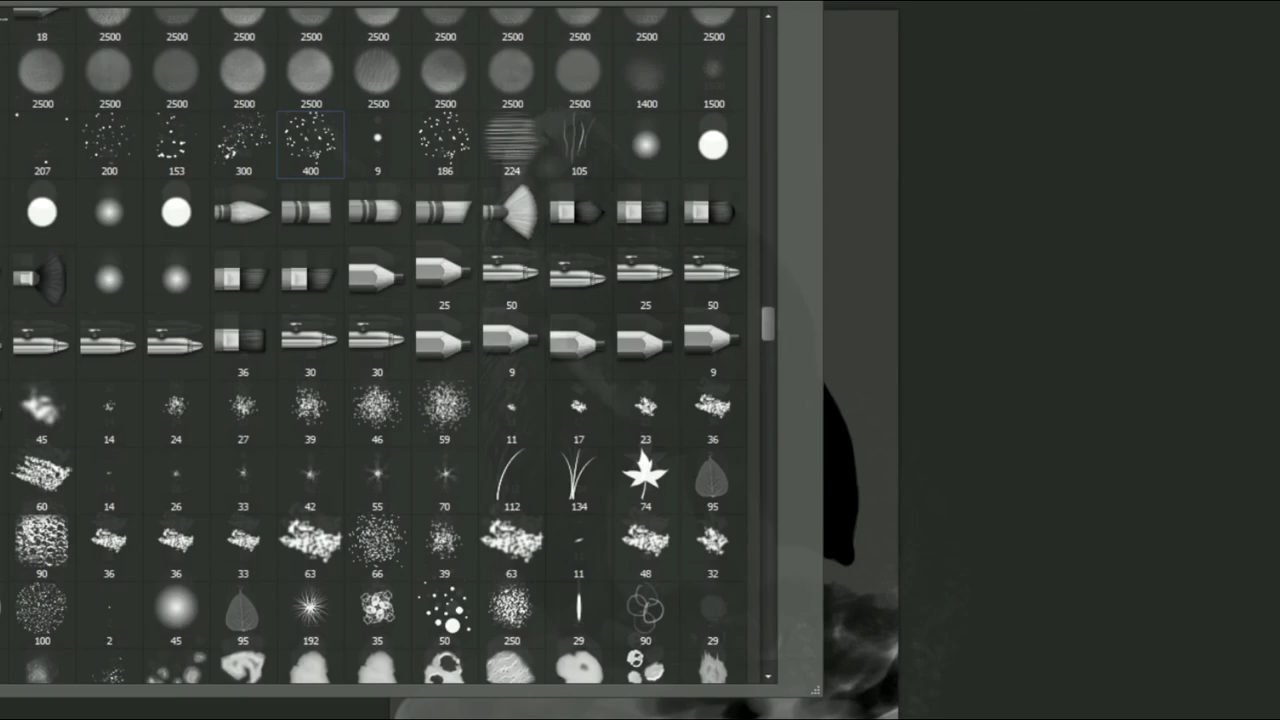 18 2500 2500 2500 2500 2500 2500 2500 2500 2500 2500
2500 2500 2500 2500 2500 2500 2500 2500 2500 1400 1500
207 200 153 300 400 9 186 224 105
25 50 25 50
36 30 30 9 9
45 14 24 27 39 46 59 11 17 23 36
60 14 26 33 42 55 70 112 134 74 95
90 36 36 33 63 66 39 63 11 48 32
100 2 45 95 192 35 50 250 29 90 29